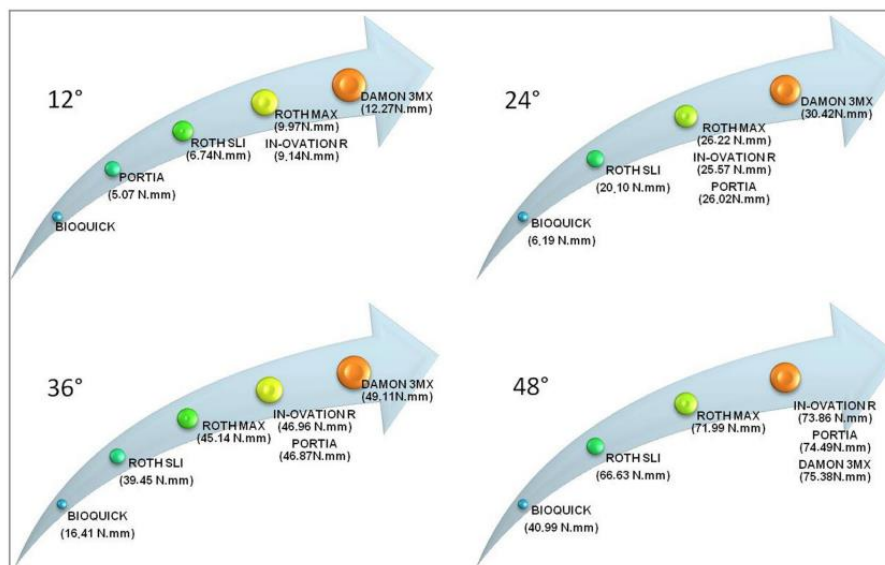 12°
BIOQUICK
PORTIA
(5.07 N.mm)
ROTH SLI
(6.74N.mm)
ROTH MAX
(9.97N.mm)
IN-OVATION R
(9.14N.mm)
DAMON 3MX
(12.27N.mm)
24°
BIOQUICK
(6.19 N.mm)
ROTH SLI
(20.10 N.mm)
ROTH MAX
(26.22 N.mm)
IN-OVATION R
(25.57 N.mm)
PORTIA
(26.02N.mm)
DAMON 3MX
(30.42N.mm)
36°
BIOQUICK
(16.41 N.mm)
ROTH SLI
(39.45 N.mm)
ROTH MAX
(45.14 N.mm)
IN-OVATION R
(46.96 N.mm)
PORTIA
(46.87N.mm)
DAMON 3MX
(49.11N.mm)
48°
BIOQUICK
(40.99 N.mm)
ROTH SLI
(66.63 N.mm)
ROTH MAX
(71.99 N.mm)
IN-OVATION R
(73.86 N.mm)
PORTIA
(74.49N.mm)
DAMON 3MX
(75.38N.mm)